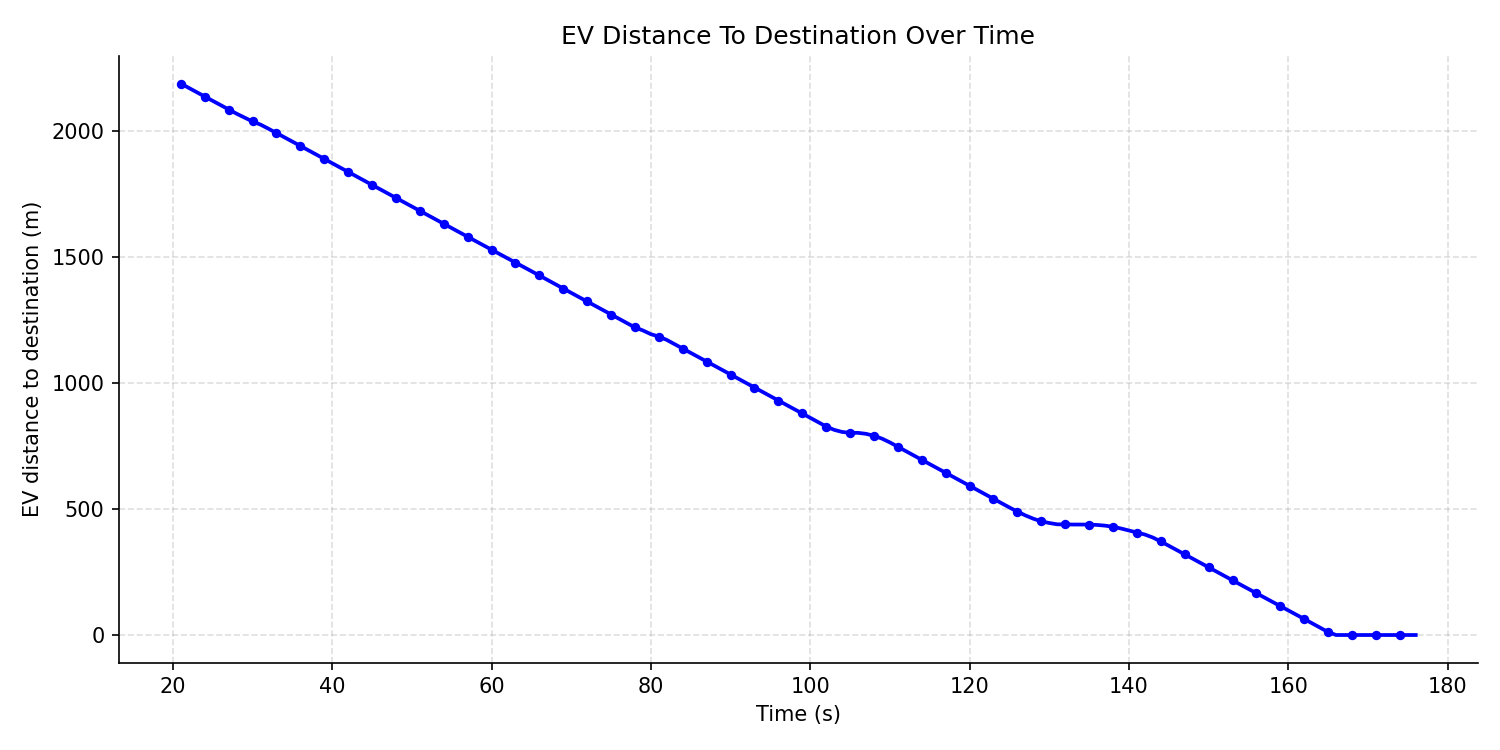 EV Distance To Destination Over Time
EV distance to destination (m)
2000
1500
1000
500
0
20 40 60 80 100 120 140 160 180
Time (s)